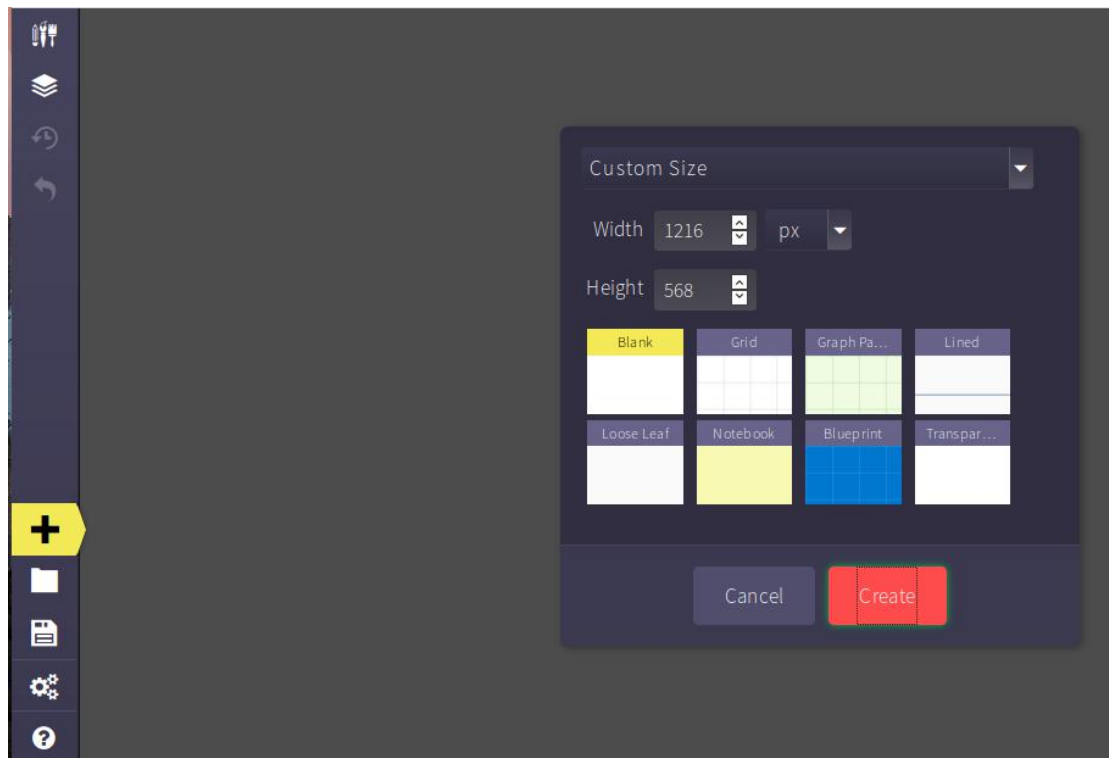 Custom Size
Width 1216 px
Height 568
Blank Grid Graph Pa... Lined
Loose Leaf Notebook Blueprint Transpar...
Cancel Create